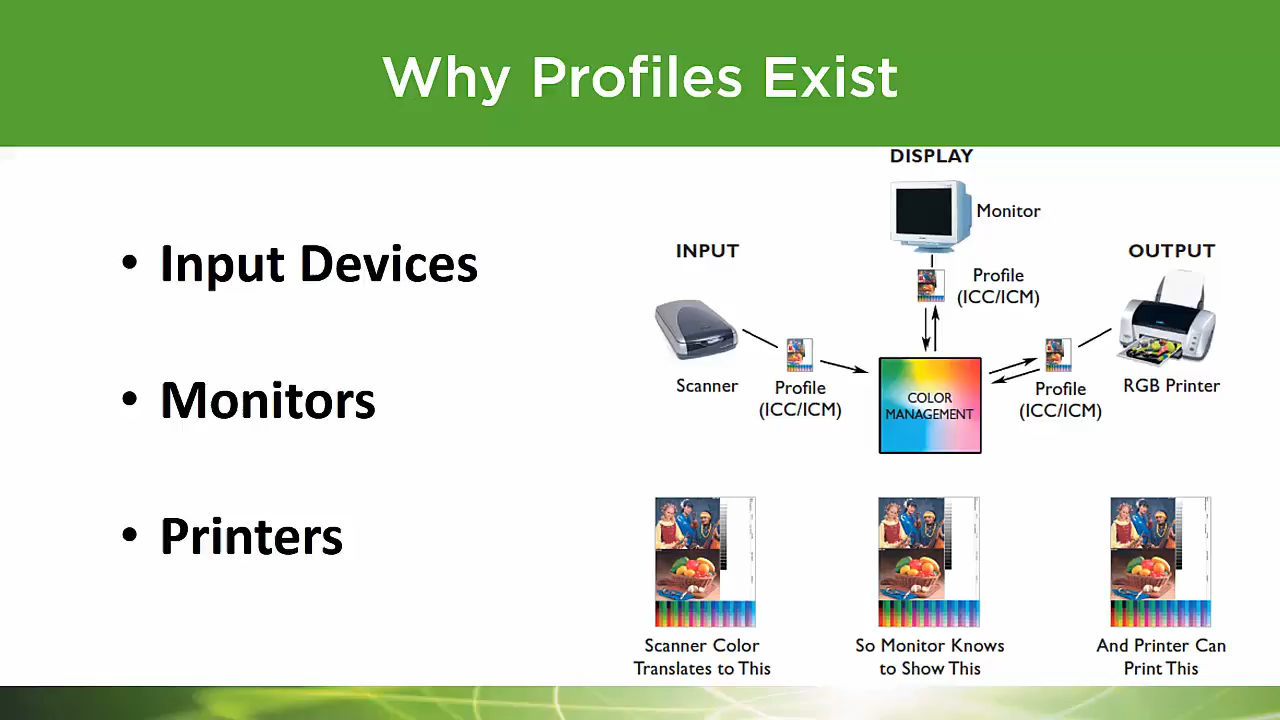 Why Profiles Exist
• Input Devices
• Monitors
• Printers
DISPLAY
Monitor
INPUT
OUTPUT
Profile
(ICC/ICM)
Scanner
Profile
(ICC/ICM)
COLOR
MANAGEMENT
Profile
(ICC/ICM)
RGB Printer
Scanner Color
Translates to This
So Monitor Knows
to Show This
And Printer Can
Print This